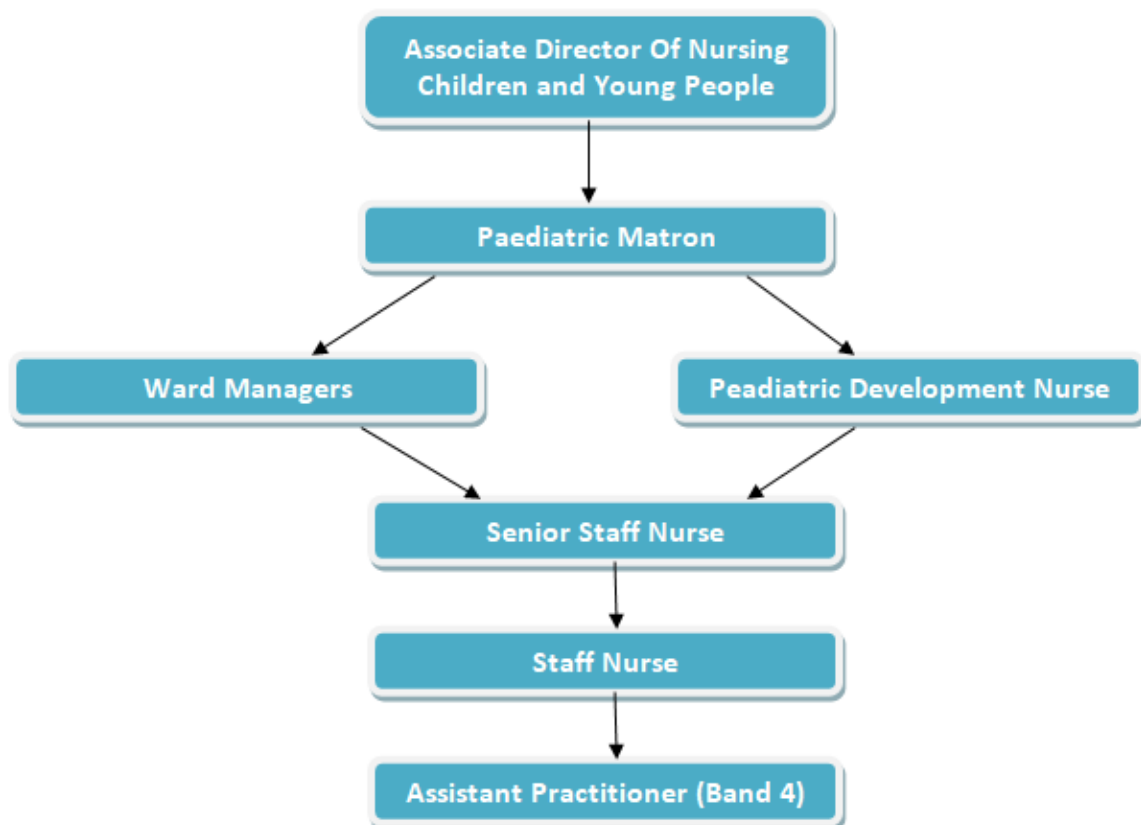 Associate Director Of Nursing
Children and Young People
Paediatric Matron
Ward Managers
Peadiatric Development Nurse
Senior Staff Nurse
Staff Nurse
Assistant Practitioner (Band 4)